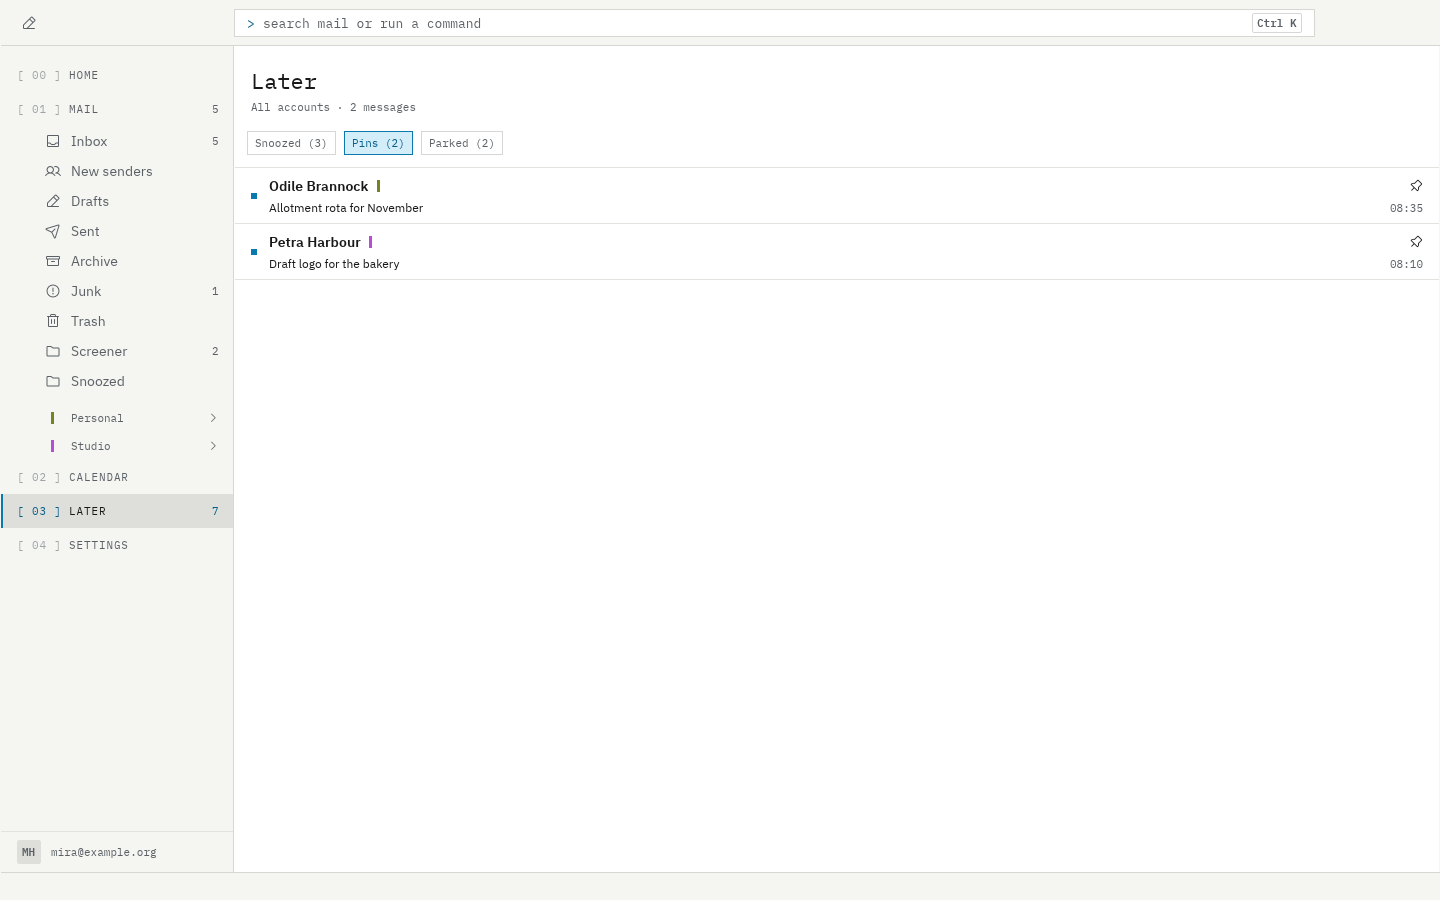 > search mail or run a command Ctrl K
[ 00 ] HOME
[ 01 ] MAIL 5
Inbox 5
New senders
Drafts
Sent
Archive
Junk 1
Trash
Screener 2
Snoozed
Personal
Studio
[ 02 ] CALENDAR
[ 03 ] LATER 7
[ 04 ] SETTINGS
MH mira@example.org
Later
All accounts · 2 messages
Snoozed (3) Pins (2) Parked (2)
Odile Brannock
Allotment rota for November 08:35
Petra Harbour
Draft logo for the bakery 08:10